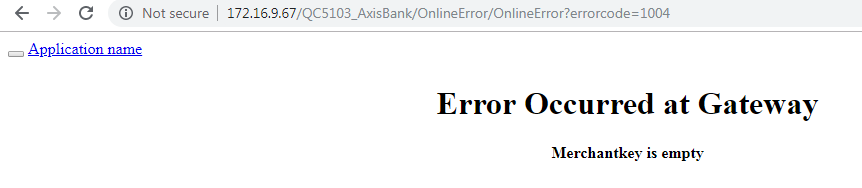 Not secure | 172.16.9.67/QC5103_AxisBank/OnlineError/OnlineError?errorcode=1004
Application name
Error Occurred at Gateway
Merchantkey is empty